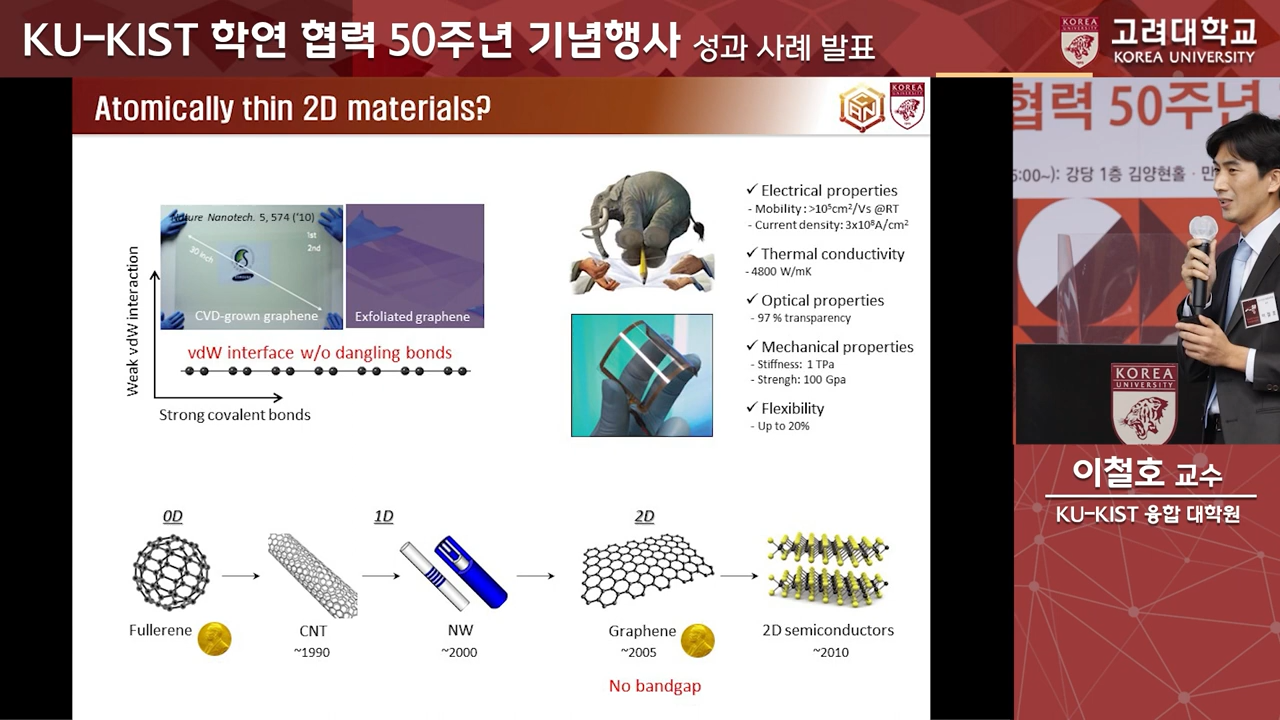 KU-KIST 학연 협력 50주년 기념행사 성과 사례 발표
KOREA
고려대학교
KOREA UNIVERSITY
Atomically thin 2D materials?
KOREA
협력 50주년
6:00~): 강당 1층 김양현홀 · 만
Nature Nanotech. 5, 574 ('10)
1st
2nd
30 inch
CVD-grown graphene
Exfoliated graphene
Weak vdW interaction
vdW interface w/o dangling bonds
Strong covalent bonds
✓ Electrical properties
- Mobility : >10⁵cm²/Vs @RT
- Current density: 3x10⁸A/cm²
✓ Thermal conductivity
- 4800 W/mK
✓ Optical properties
- 97 % transparency
✓ Mechanical properties
- Stiffness: 1 TPa
- Strengh: 100 Gpa
✓ Flexibility
- Up to 20%
KOREA
UNIVERSITY
이철호 교수
KU-KIST 융합 대학원
0D
1D
2D
Fullerene
CNT
~1990
NW
~2000
Graphene
~2005
No bandgap
2D semiconductors
~2010